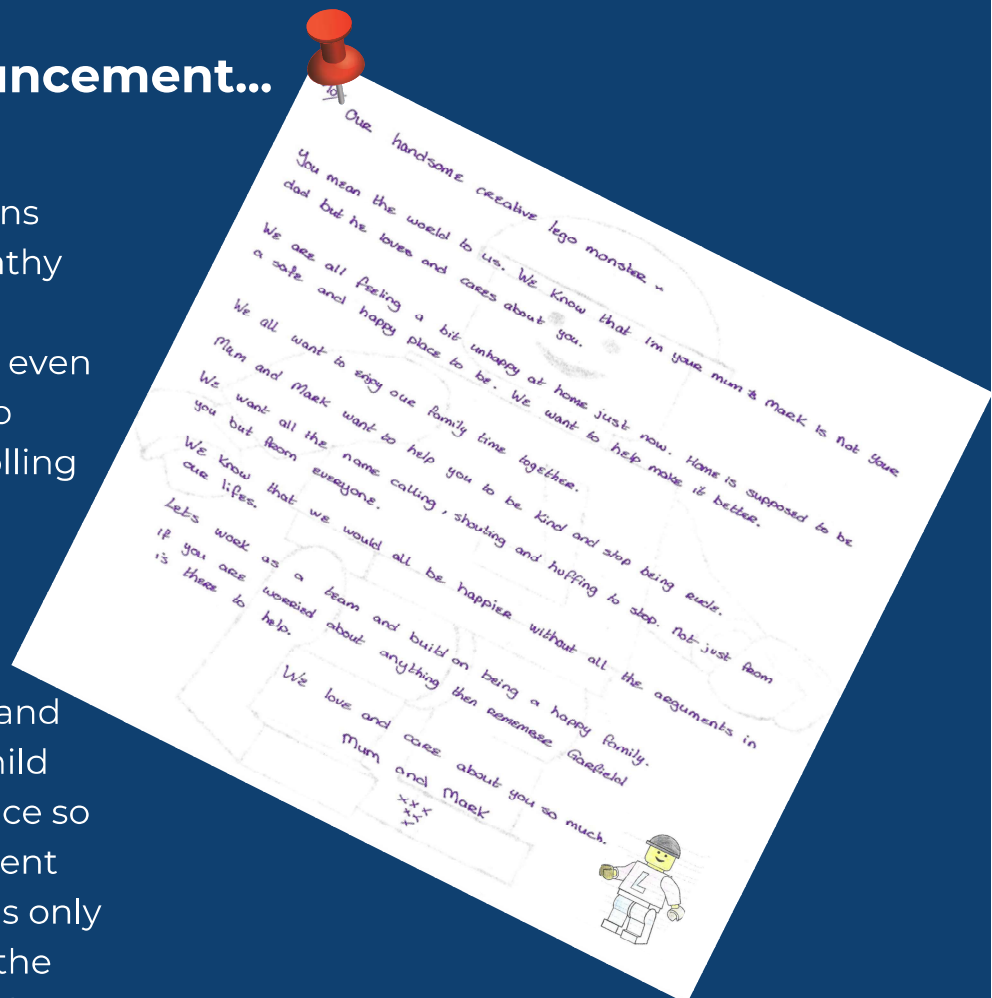 uncement...
ns
thy
even
olling
and
ild
ce so
ent
s only
the
To
Our handsome creative lego monster ~
You mean the world to us. We know that I'm your mum & Mark is not your
dad but he loves and cares about you.
We are all feeling a bit unhappy at home just now. Home is supposed to be
a safe and happy place to be. We want to help make it better.
We all want to enjoy our family time together.
Mum and Mark want to help you to be kind and stop being rude.
We want all the name calling, shouting and huffing to stop. Not just from
you but from everyone.
We know that we would all be happier without all the arguments in
our lifes.
Lets work as a team and build on being a happy family.
if you are worried about anything then remember Garfield
is there to help.
We love and care about you so much.
Mum and Mark
xxx
xx
x
L